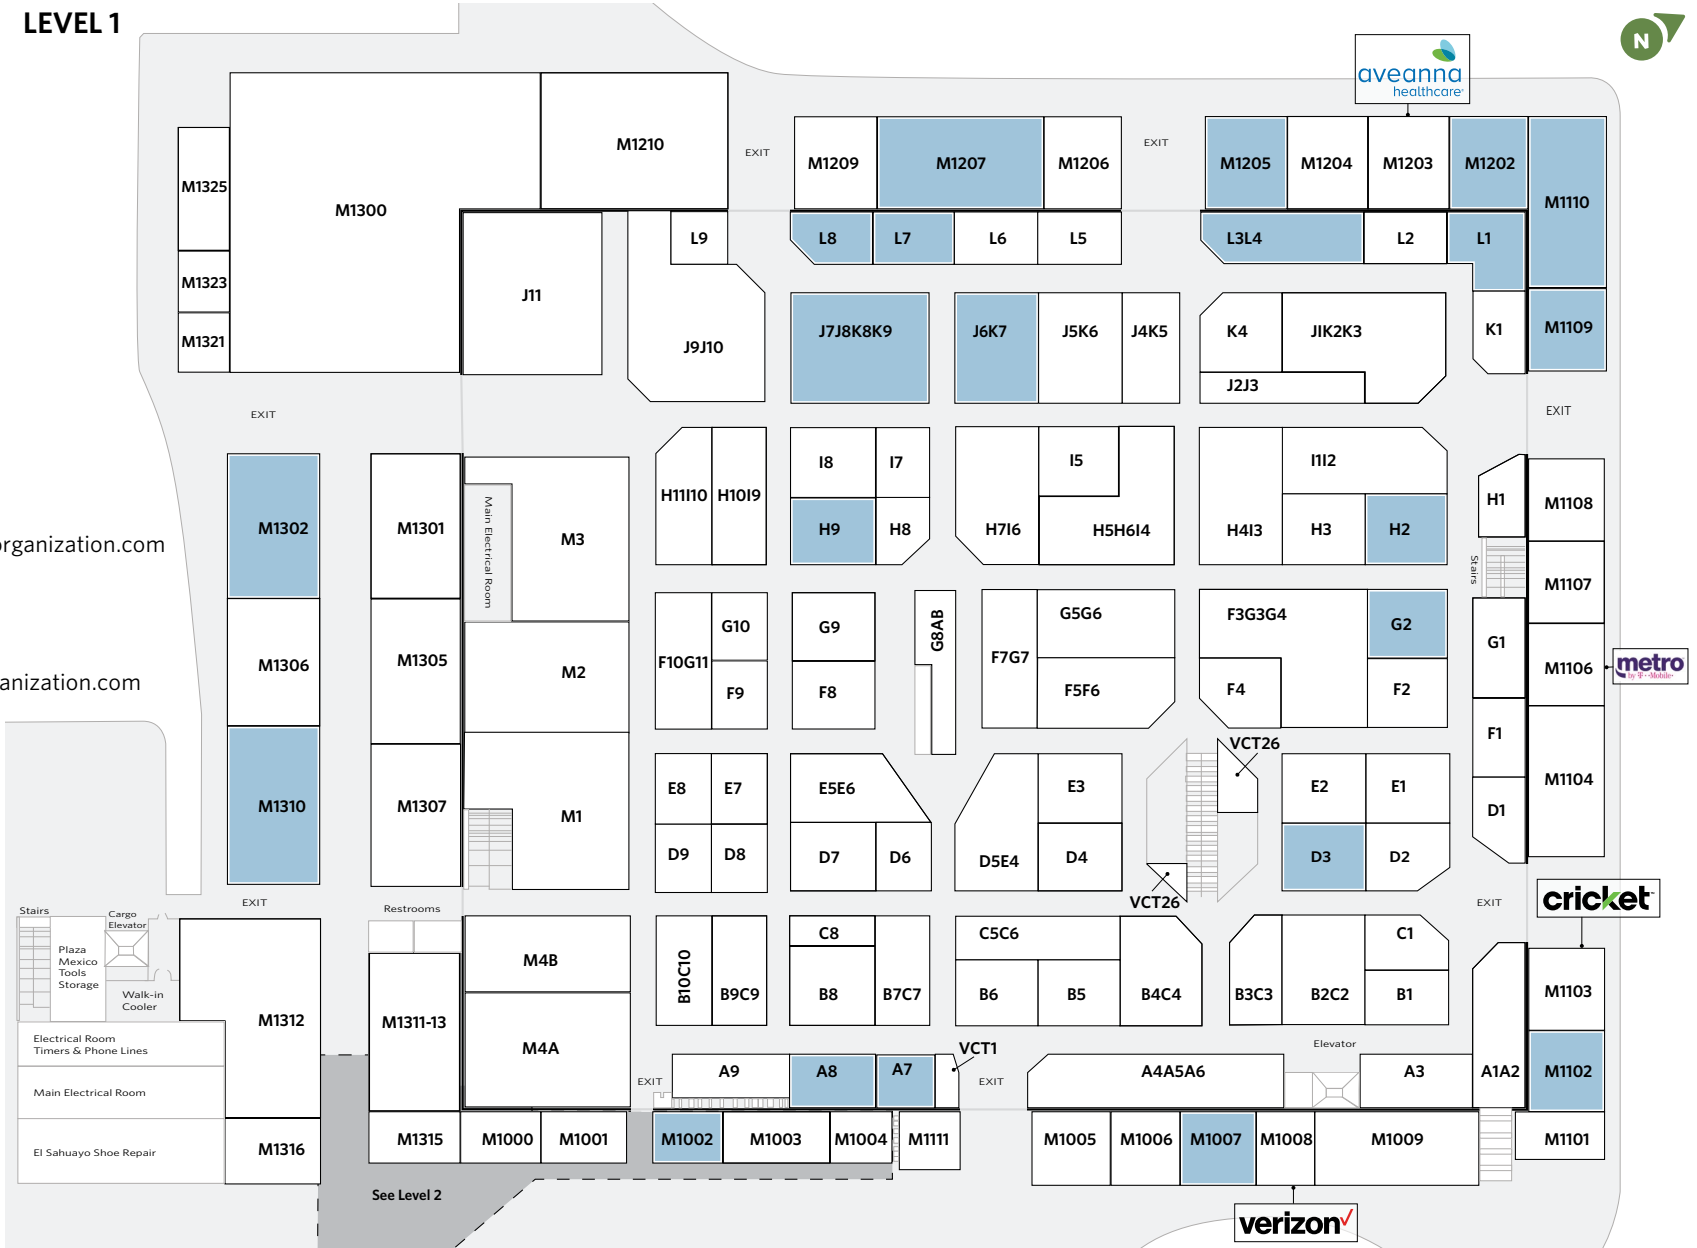 LEVEL 1
N
aveanna
healthcare
M1325
M1300
M1210
EXIT
M1209
M1207
M1206
EXIT
M1205
M1204
M1203
M1202
M1110
L9
L8
L7
L6
L5
L3L4
L2
L1
M1323
M1321
J11
J9J10
J7J8K8K9
J6K7
J5K6
J4K5
K4
J1K2K3
J2J3
K1
M1109
EXIT
EXIT
M1302
M1301
Main Electrical Room
M3
H11I10
H10I9
I8
I7
H9
H8
H7I6
I5
H5H6I4
H4I3
I1I2
H3
H2
H1
Stairs
M1108
M1107
organization.com
M1306
M1305
M2
F10G11
G10
F9
G9
F8
G8AB
F7G7
G5G6
F5F6
F3G3G4
F4
G2
F2
G1
M1106
metro
by T-Mobile
anization.com
M1310
M1307
M1
E8
E7
D9
D8
E5E6
D7
D6
D5E4
E3
D4
VCT26
VCT26
E2
E1
D3
D2
F1
D1
M1104
EXIT
Restrooms
EXIT
cricket
Stairs
Cargo
Elevator
Plaza
Mexico
Tools
Storage
Walk-in
Cooler
M1312
M1311-13
M4B
M4A
B10C10
B9C9
C8
B8
B7C7
C5C6
B6
B5
B4C4
B3C3
B2C2
C1
B1
M1103
Electrical Room
Timers & Phone Lines
Main Electrical Room
El Sahuayo Shoe Repair
M1316
EXIT
A9
A8
A7
VCT1
EXIT
A4A5A6
Elevator
A3
A1A2
M1102
M1315
M1000
M1001
M1002
M1003
M1004
M1111
M1005
M1006
M1007
M1008
M1009
M1101
See Level 2
verizon